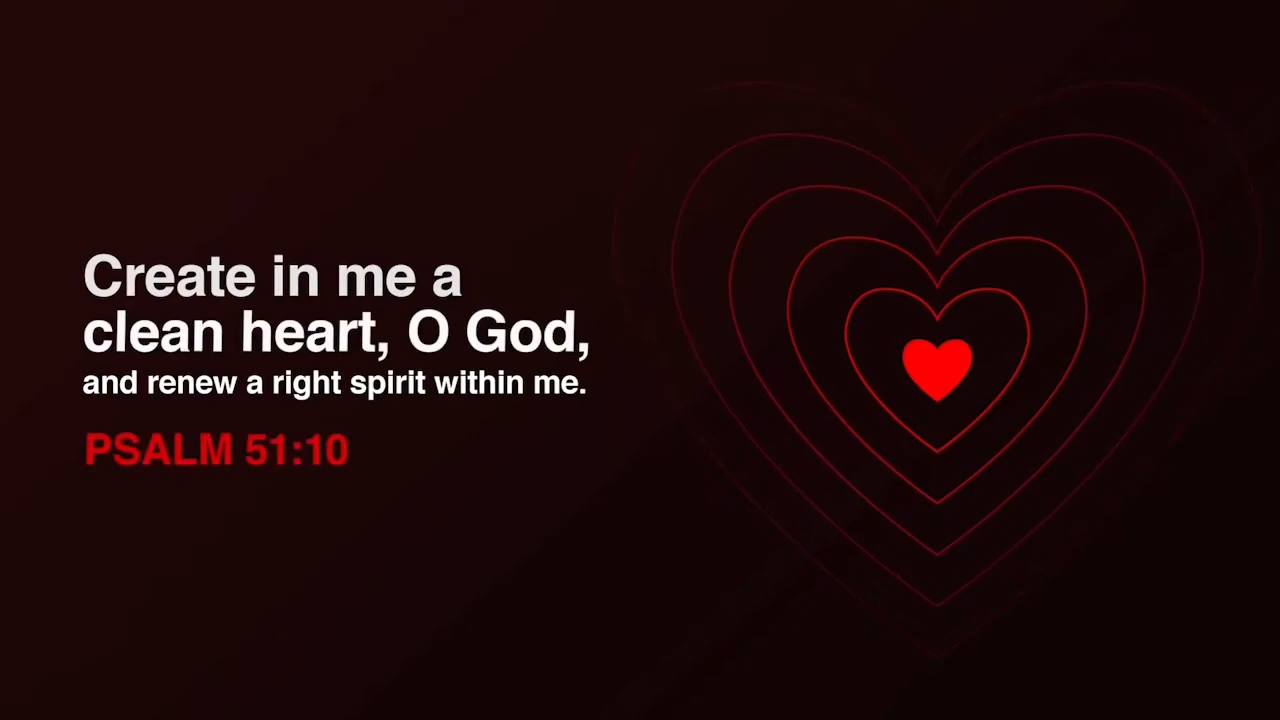 Create in me a
clean heart, O God,
and renew a right spirit within me.
PSALM 51:10